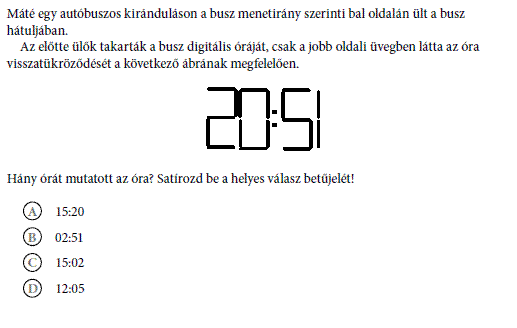 Máté egy autóbuszos kiránduláson a busz menetirány szerinti bal oldalán ült a busz
hátuljában.
Az előtte ülők takarták a busz digitális óráját, csak a jobb oldali üvegben látta az óra
visszatükröződését a következő ábrának megfelelően.
20:51
Hány órát mutatott az óra? Satírozd be a helyes válasz betűjelét!
A 15:20
B 02:51
C 15:02
D 12:05